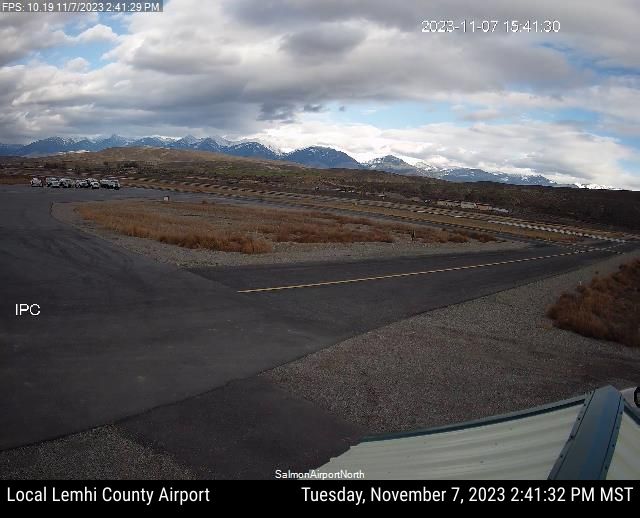 FPS: 10.19 11/7/2023 2:41:29 PM
2023-11-07 15:41:30
IPC
SalmonAirportNorth
Local Lemhi County Airport
Tuesday, November 7, 2023 2:41:32 PM MST